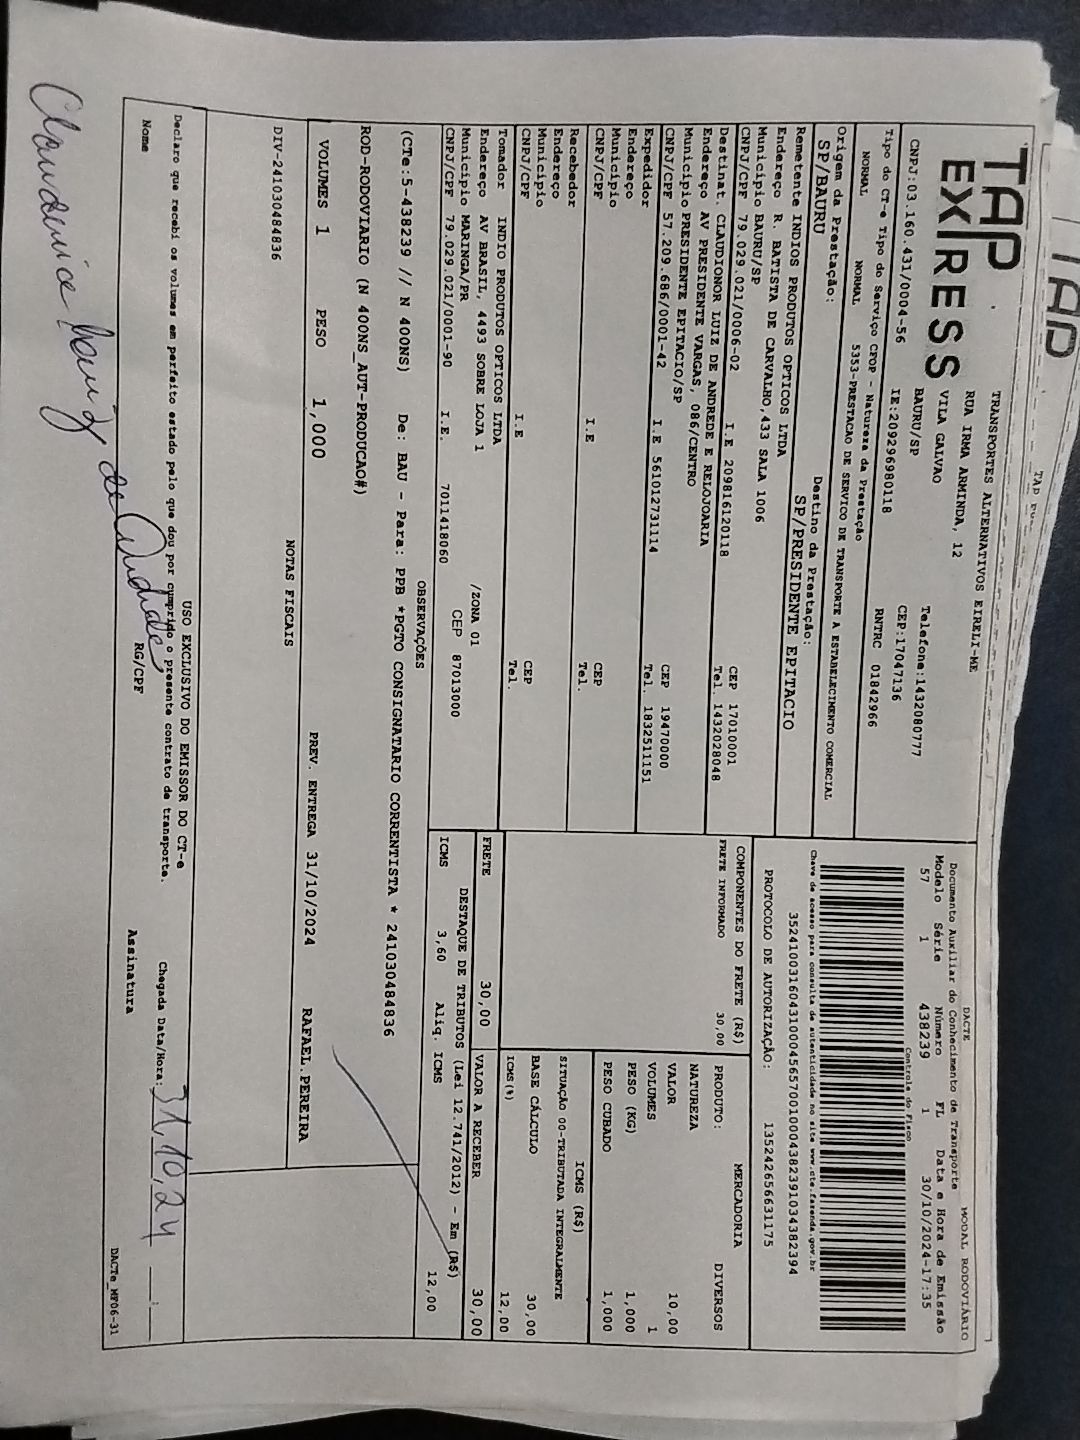 TAP
TAP
EXPRESS
TRANSPORTES ALTERNATIVOS EIRELI-ME
RUA IRMA ARMINDA, 12
VILA GALVAO
BAURU/SP
Telefone:1432080777
CEP:17047136
CNPJ:03.160.431/0004-56 IE:209296980118 RNTRC 01842966
Tipo do CT-e Tipo do Serviço CFOP - Natureza da Prestação
NORMAL NORMAL 5353-PRESTACAO DE SERVICO DE TRANSPORTE A ESTABELECIMENTO COMERCIAL
Origem da Prestação: Destino da Prestação:
SP/BAURU SP/PRESIDENTE EPITACIO
Remetente INDIOS PRODUTOS OPTICOS LTDA
Endereço R. BATISTA DE CARVALHO,433 SALA 1006
Município BAURU/SP CEP 17010001
CNPJ/CPF 79.029.021/0006-02 I.E 209816120118 Tel. 1432028048
Destinat. CLAUDIONOR LUIZ DE ANDREDE E RELOJOARIA
Endereço AV PRESIDENTE VARGAS, 086/CENTRO
Município PRESIDENTE EPITACIO/SP CEP 19470000
CNPJ/CPF 57.209.686/0001-42 I.E 561012731114 Tel. 1832511151
Expedidor
Endereço
Município CEP
CNPJ/CPF I.E Tel.
Recebedor
Endereço
Município CEP
CNPJ/CPF I.E Tel.
Tomador INDIO PRODUTOS OPTICOS LTDA
Endereço AV BRASIL, 4493 SOBRE LOJA 1 /ZONA 01
Município MARINGA/PR CEP 87013000
CNPJ/CPF 79.029.021/0001-90 I.E. 7011418060
DACTE MODAL RODOVIÁRIO
Documento Auxiliar do Conhecimento de Transporte
Modelo Série Número FL Data e Hora de Emissão
57 1 438239 1 30/10/2024-17:35
Controle do Fisco
Chave de acesso para consulta de autenticidade no site www.cte.fazenda.gov.br
35241003160431000456570010004382391034382394
PROTOCOLO DE AUTORIZAÇÃO: 135242656631175
COMPONENTES DO FRETE (R$)
FRETE INFORMADO 30,00
MERCADORIA
PRODUTO: DIVERSOS
NATUREZA
VALOR 10,00
VOLUMES 1
PESO (KG) 1,000
PESO CUBADO 1,000
ICMS (R$)
SITUAÇÃO 00-TRIBUTADA INTEGRALMENTE
BASE CÁLCULO 30,00
ICMS(%) 12,00
FRETE 30,00 VALOR A RECEBER 30,00
DESTAQUE DE TRIBUTOS (Lei 12.741/2012) - Em (R$)
ICMS 3,60 Aliq. ICMS 12,00
OBSERVAÇÕES
(CTe:5-438239 // N 400NS) De: BAU - Para: PPB *PGTO CONSIGNATARIO CORRENTISTA * 241030484836
ROD-RODOVIARIO (N 400NS_AUT-PRODUCAO#)
VOLUMES 1 PESO 1,000 PREV. ENTREGA 31/10/2024 RAFAEL.PEREIRA
NOTAS FISCAIS
DIV-241030484836
USO EXCLUSIVO DO EMISSOR DO CT-e
Declaro que recebi os volumes em perfeito estado pelo que dou por cumprido o presente contrato de transporte. Chegada Data/Hora: 31,10,24 __:__
Nome RG/CPF Assinatura
de Andrade
DACTe_MF06-31